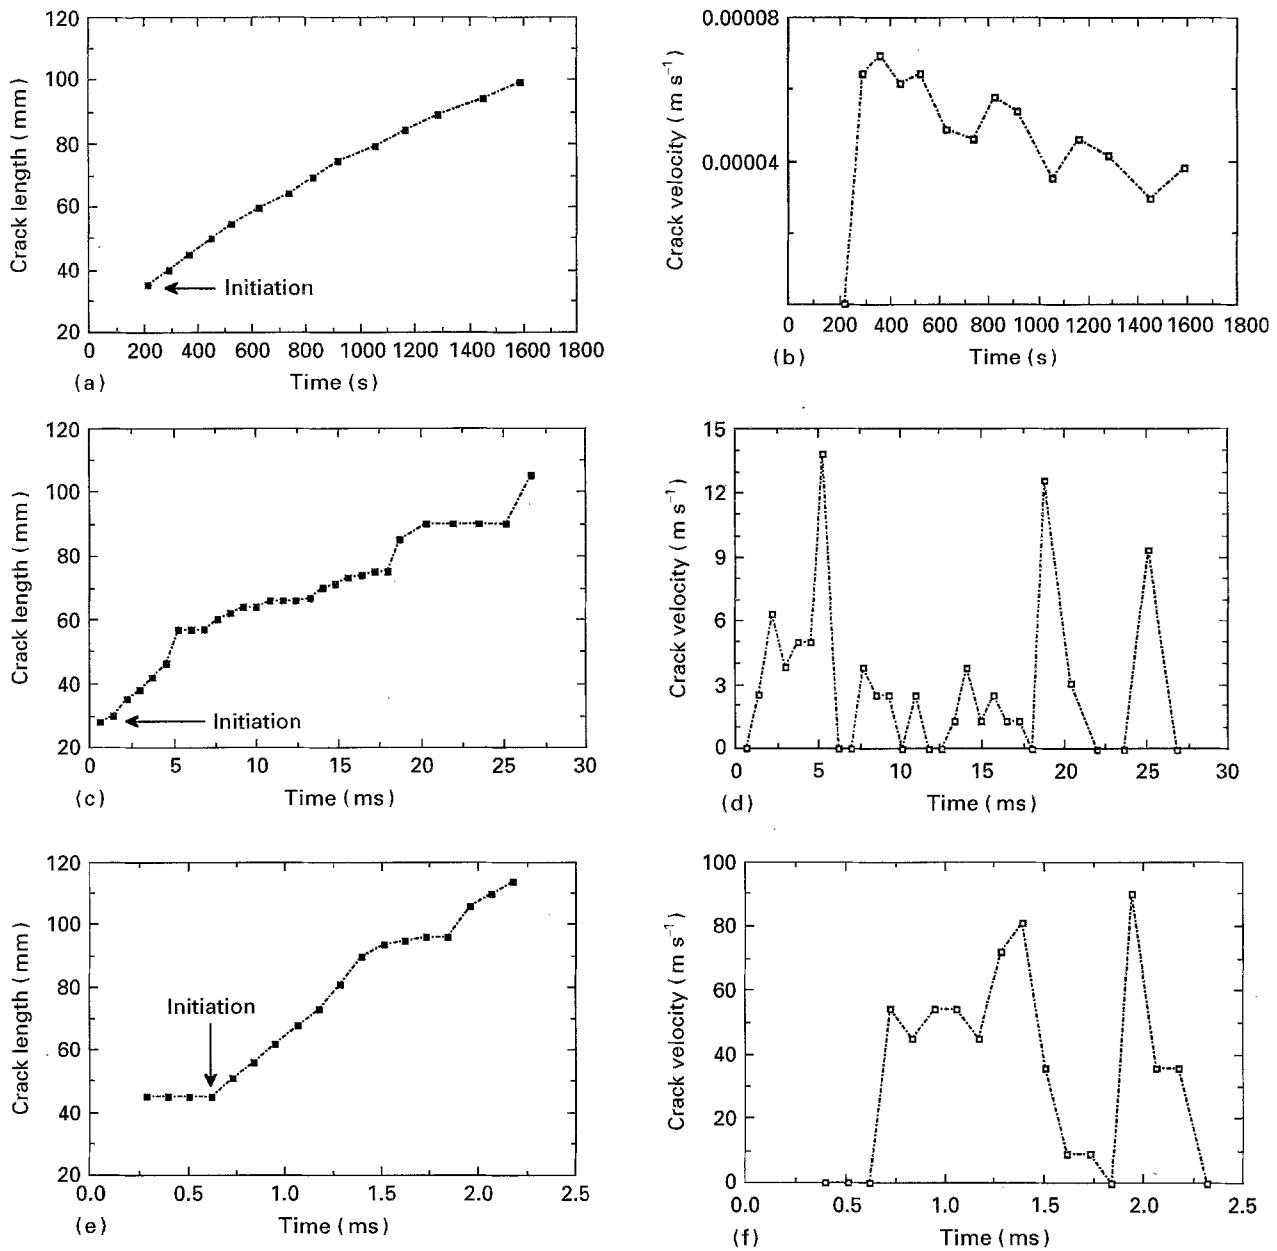 120
100
80
60
40
20
Crack length (mm)
Initiation
0 200 400 600 800 1000 1200 1400 1600 1800
(a) Time (s)
0.00008
0.00004
Crack velocity (m s⁻¹)
0 200 400 600 800 1000 1200 1400 1600 1800
(b) Time (s)
120
100
80
60
40
20
Crack length (mm)
Initiation
0 5 10 15 20 25 30
(c) Time (ms)
15
12
9
6
3
0
Crack velocity (m s⁻¹)
0 5 10 15 20 25 30
(d) Time (ms)
120
100
80
60
40
20
Crack length (mm)
Initiation
0.0 0.5 1.0 1.5 2.0 2.5
(e) Time (ms)
100
80
60
40
20
0
Crack velocity (m s⁻¹)
0.0 0.5 1.0 1.5 2.0 2.5
(f) Time (ms)